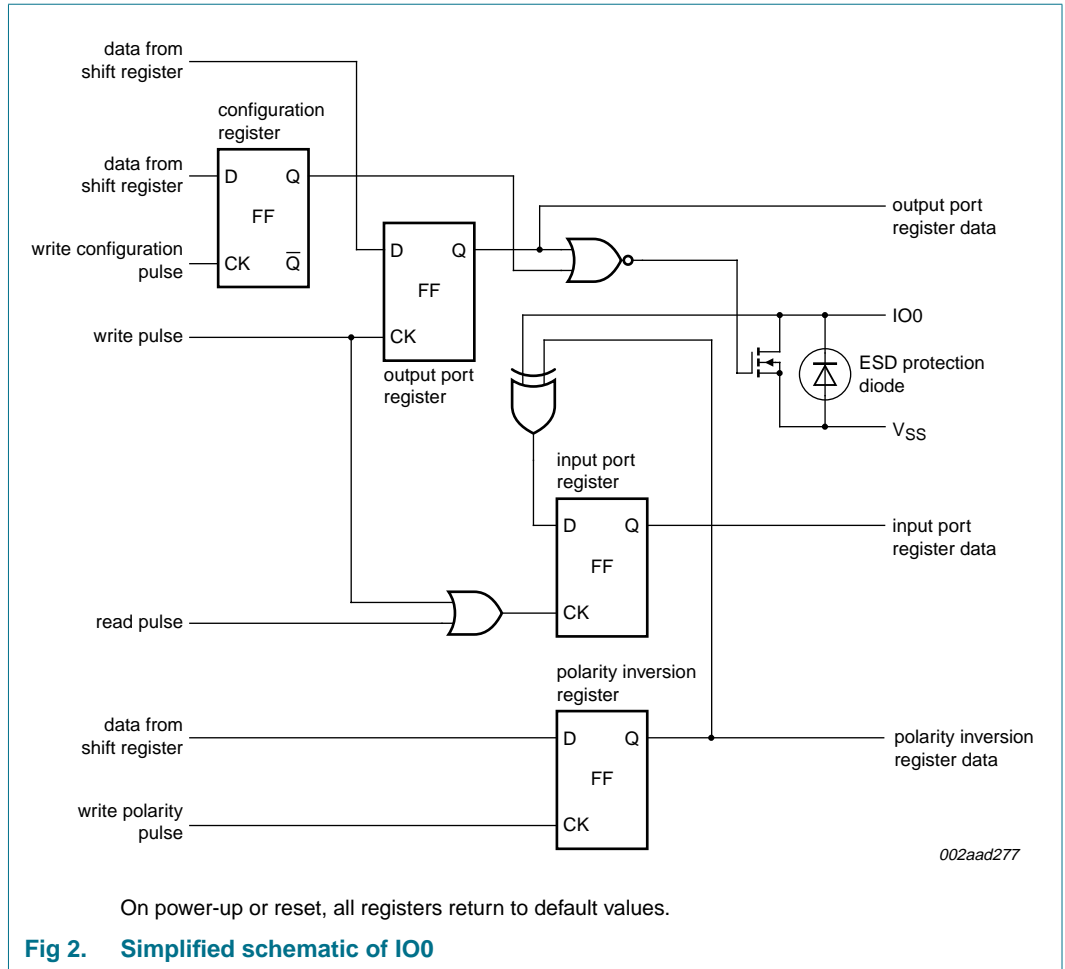 data from
shift register
configuration
register
data from
shift register
D Q
FF
write configuration
pulse
CK Q̅
output port
register data
D Q
FF
write pulse
CK
output port
register
IO0
ESD protection
diode
VSS
input port
register
D Q
input port
register data
FF
CK
read pulse
polarity inversion
register
data from
shift register
D Q
polarity inversion
register data
FF
write polarity
pulse
CK
002aad277
On power-up or reset, all registers return to default values.
Fig 2. Simplified schematic of IO0